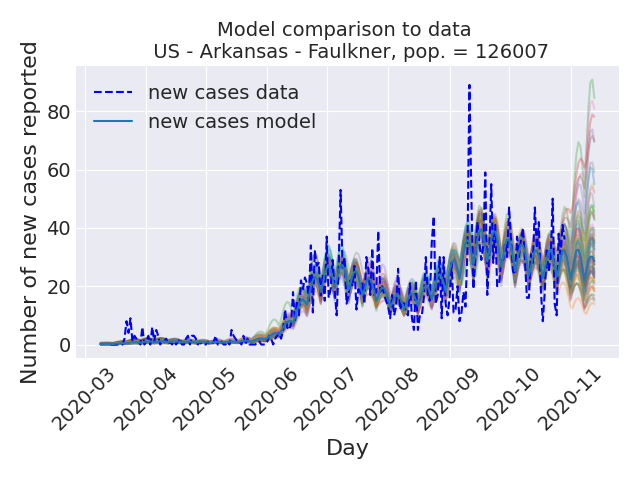 Model comparison to data
US - Arkansas - Faulkner, pop. = 126007
Number of new cases reported
80
60
40
20
0
new cases data
new cases model
2020-03
2020-04
2020-05
2020-06
2020-07
2020-08
2020-09
2020-10
2020-11
Day